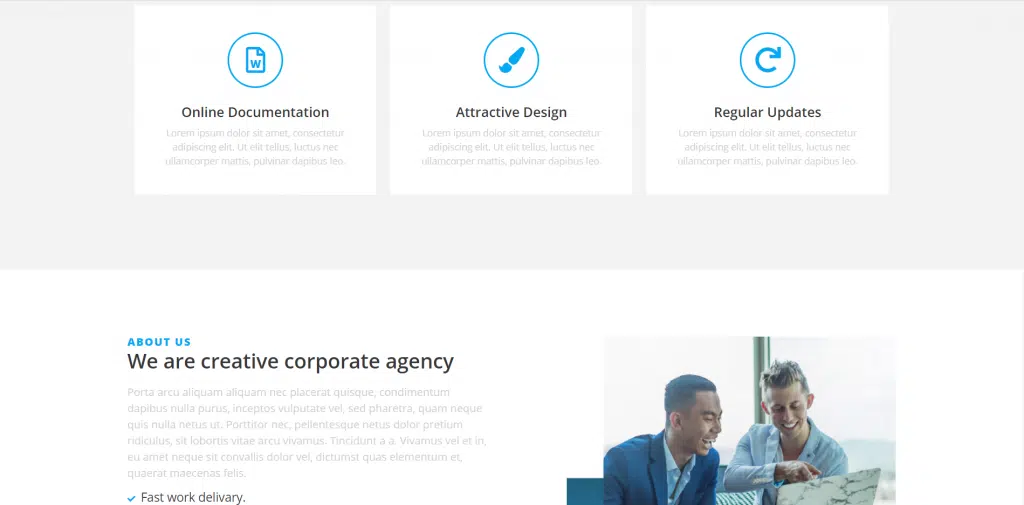 W
Online Documentation
Lorem ipsum dolor sit amet, consectetur
adipiscing elit. Ut elit tellus, luctus nec
ullamcorper mattis, pulvinar dapibus leo.
Attractive Design
Lorem ipsum dolor sit amet, consectetur
adipiscing elit. Ut elit tellus, luctus nec
ullamcorper mattis, pulvinar dapibus leo.
Regular Updates
Lorem ipsum dolor sit amet, consectetur
adipiscing elit. Ut elit tellus, luctus nec
ullamcorper mattis, pulvinar dapibus leo.
ABOUT US
We are creative corporate agency
Porta arcu aliquam aliquam nec placerat quisque, condimentum
dapibus nulla purus, inceptos vulputate vel, sed pharetra, quam neque
quis nulla netus ut. Porttitor nec, pellentesque netus dolor pretium
ridiculus, sit lobortis vitae arcu vivamus. Tincidunt a a. Vivamus vel et in,
eu amet neque sit convallis dolor vel, dictumst quas elementum et,
quaerat maecenas felis.
Fast work delivary.